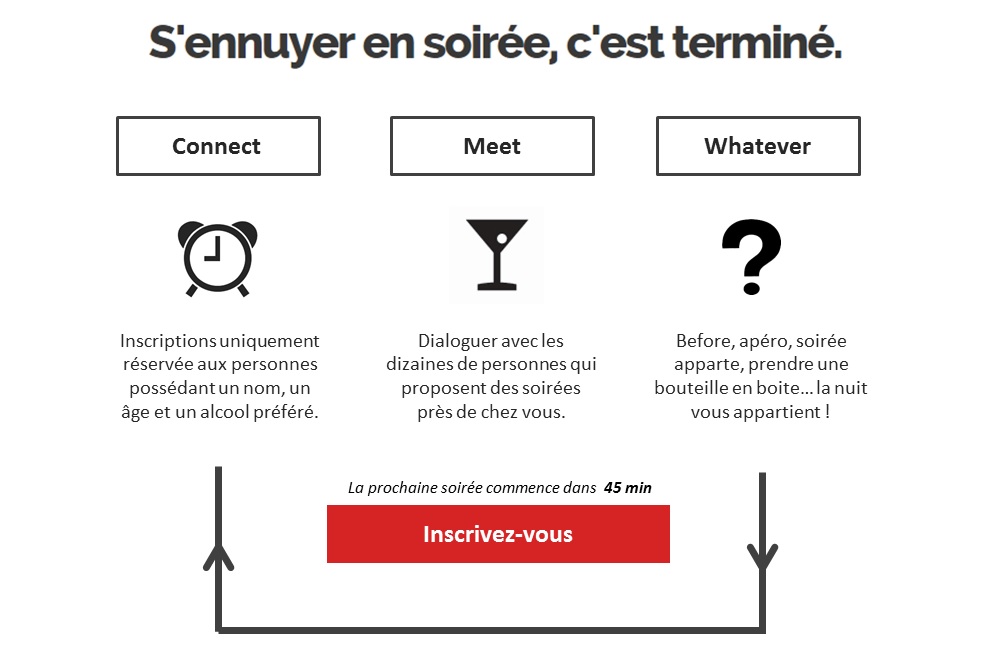 S'ennuyer en soirée, c'est terminé.
Connect
Meet
Whatever
Inscriptions uniquement
réservée aux personnes
possédant un nom, un
âge et un alcool préféré.
Dialoguer avec les
dizaines de personnes qui
proposent des soirées
près de chez vous.
Before, apéro, soirée
apparte, prendre une
bouteille en boite... la nuit
vous appartient !
La prochaine soirée commence dans 45 min
Inscrivez-vous